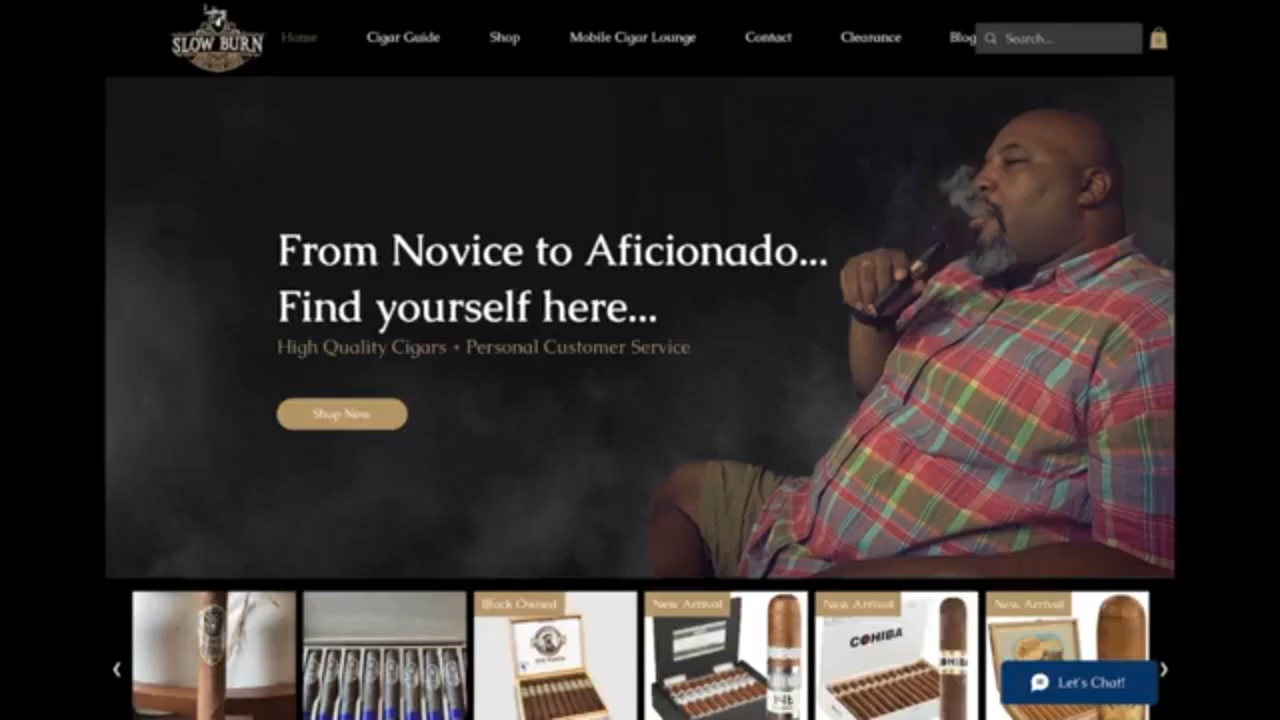 SLOW BURN
Home
Cigar Guide
Shop
Mobile Cigar Lounge
Contact
Clearance
Blog
Search...
From Novice to Aficionado...
Find yourself here...
High Quality Cigars + Personal Customer Service
Shop Now
Black Owned
New Arrival
New Arrival
New Arrival
COHIBA
Let's Chat!